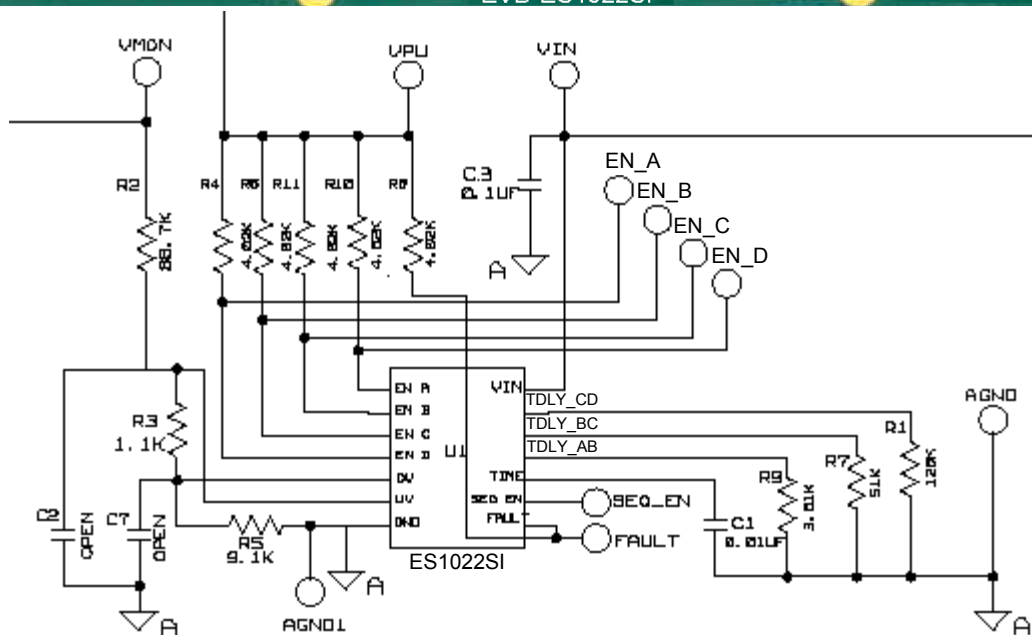 VMON
VPU
VIN
R2
88.7K
R4
4.02K
R6
4.02K
R11
4.02K
R10
4.02K
4.02K
C3
0.1UF
A
EN_A
EN_B
EN_C
EN_D
EN A
EN B
EN C
EN D
OV
UV
GND
U1
VIN
TDLY_CD
TDLY_BC
TDLY_AB
TIME
SEQ EN
FAULT
ES1022SI
R3
1.1K
OPEN
C7
OPEN
R5
9.1K
A
AGND1
A
SEQ_EN
FAULT
C1
0.01UF
R9
3.01K
R7
51K
R1
120K
AGND
A